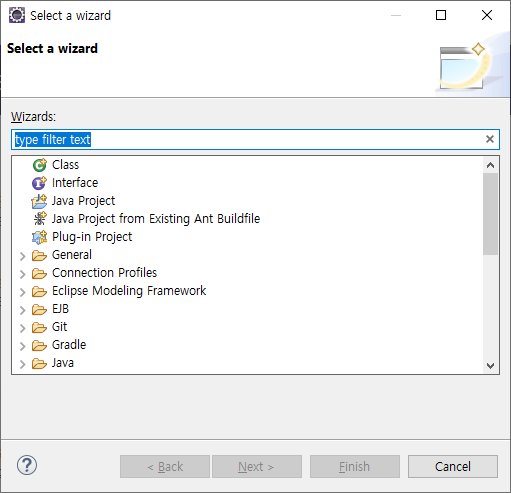 Select a wizard
Select a wizard
Wizards:
type filter text
Class
Interface
Java Project
Java Project from Existing Ant Buildfile
Plug-in Project
General
Connection Profiles
Eclipse Modeling Framework
EJB
Git
Gradle
Java
< Back Next > Finish Cancel